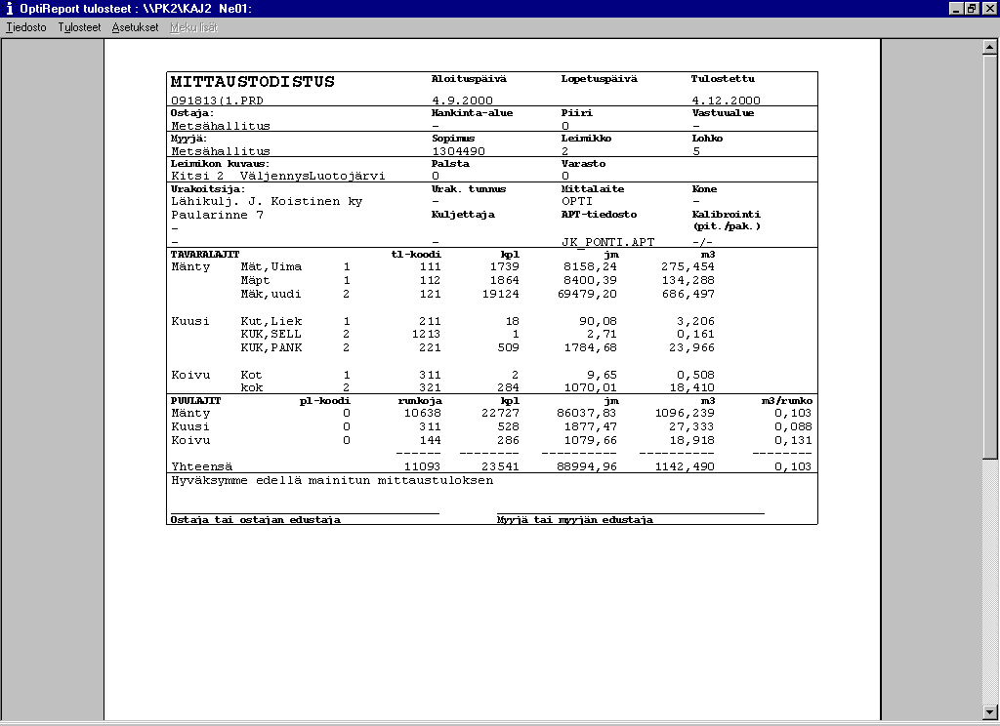 OptiReport tulosteet : \\PK2\KAJ2 Ne01:
Tiedosto Tulosteet Asetukset Meku lisät
MITTAUSTODISTUS Aloituspäivä Lopetuspäivä Tulostettu
091813(1.PRD 4.9.2000 4.12.2000
Ostaja: Hankinta-alue Piiri Vastuualue
Metsähallitus - 0 -
Myyjä: Sopimus Leimikko Lohko
Metsähallitus 1304490 2 5
Leimikon kuvaus: Palsta Varasto
Kitsi 2 VäljennysLuotojärvi 0 0
Urakoitsija: Urak. tunnus Mittalaite Kone
Lähikulj. J. Koistinen ky - OPTI -
Paularinne 7 Kuljettaja APT-tiedosto Kalibrointi
- (pit./pak.)
- - JK_PONTI.APT -/-
TAVARALAJIT tl-koodi kpl jm m3
Mänty Mät,Uima 1 111 1739 8158,24 275,454
Mäpt 1 112 1864 8400,39 134,288
Mäk,uudi 2 121 19124 69479,20 686,497
Kuusi Kut,Liek 1 211 18 90,08 3,206
KUK,SELL 2 1213 1 2,71 0,161
KUK,PANK 2 221 509 1784,68 23,966
Koivu Kot 1 311 2 9,65 0,508
kok 2 321 284 1070,01 18,410
PUULAJIT pl-koodi runkoja kpl jm m3 m3/runko
Mänty 0 10638 22727 86037,83 1096,239 0,103
Kuusi 0 311 528 1877,47 27,333 0,088
Koivu 0 144 286 1079,66 18,918 0,131
------ -------- ---------- ---------- --------
Yhteensä 11093 23541 88994,96 1142,490 0,103
Hyväksymme edellä mainitun mittaustuloksen
Ostaja tai ostajan edustaja Myyjä tai myyjän edustaja